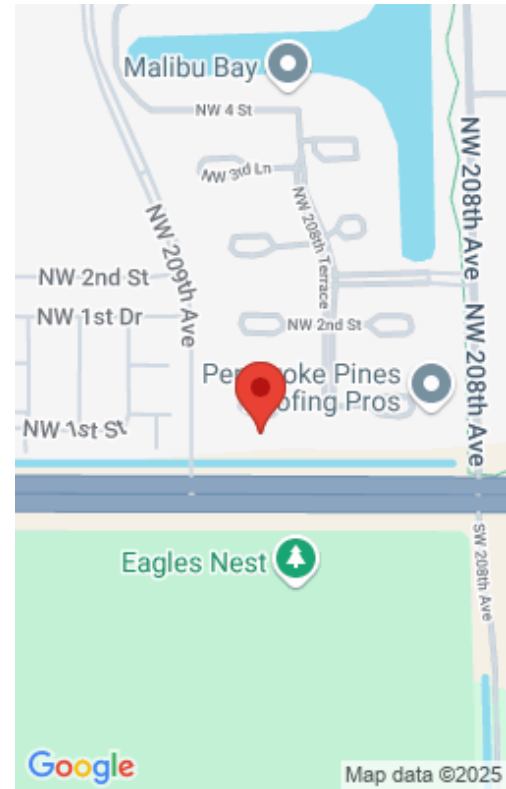 Malibu Bay
NW 4 St
NW 3rd Ln
NW 208th Terrace
NW 208th Ave
NW 209th Ave
NW 2nd St
NW 1st Dr
NW 2nd St
NW 208th Ave
Pines
Pros
NW 1st St
Eagles Nest
SW 208th Ave
Google
Map data ©2025